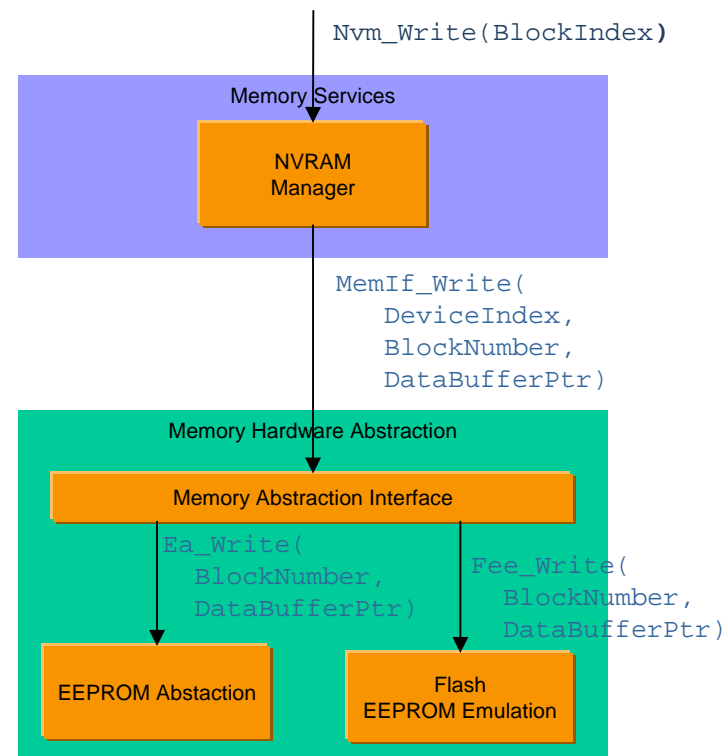 Nvm_Write(BlockIndex)
Memory Services
NVRAM
Manager
MemIf_Write(
DeviceIndex,
BlockNumber,
DataBufferPtr)
Memory Hardware Abstraction
Memory Abstraction Interface
Ea_Write(
BlockNumber,
DataBufferPtr)
Fee_Write(
BlockNumber,
DataBufferPtr)
EEPROM Abstaction
Flash
EEPROM Emulation